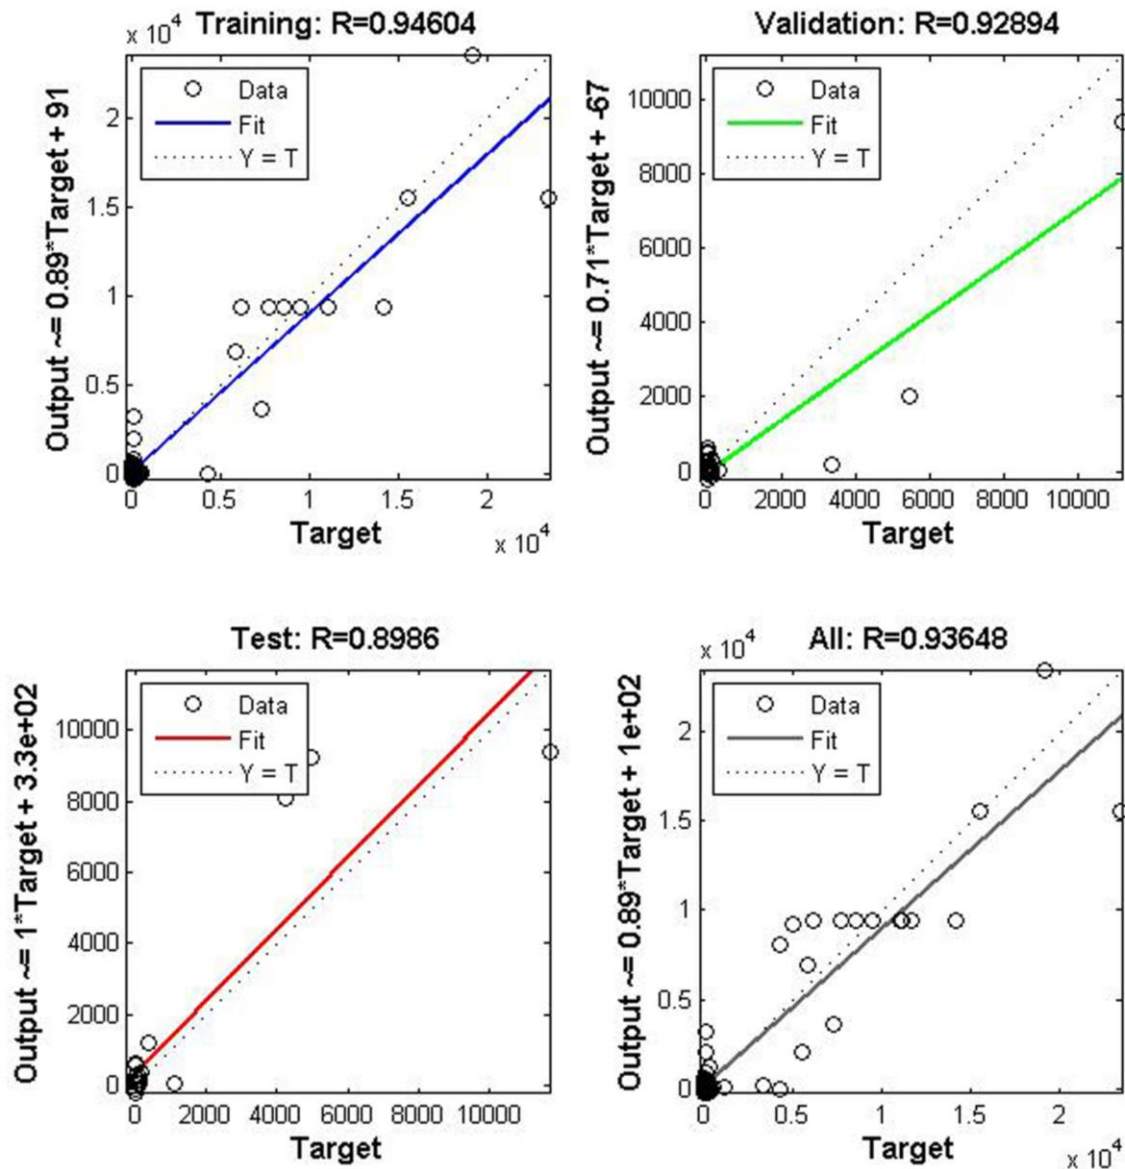 x 10^4 Training: R=0.94604
Output ~= 0.89*Target + 91
2
1.5
1
0.5
0
Data
Fit
Y = T
0 0.5 1 1.5 2
Target
x 10^4
Validation: R=0.92894
Output ~= 0.71*Target + -67
10000
8000
6000
4000
2000
0
Data
Fit
Y = T
0 2000 4000 6000 8000 10000
Target
Test: R=0.8986
Output ~= 1*Target + 3.3e+02
10000
8000
6000
4000
2000
0
Data
Fit
Y = T
0 2000 4000 6000 8000 10000
Target
x 10^4 All: R=0.93648
Output ~= 0.89*Target + 1e+02
2
1.5
1
0.5
0
Data
Fit
Y = T
0 0.5 1 1.5 2
Target
x 10^4